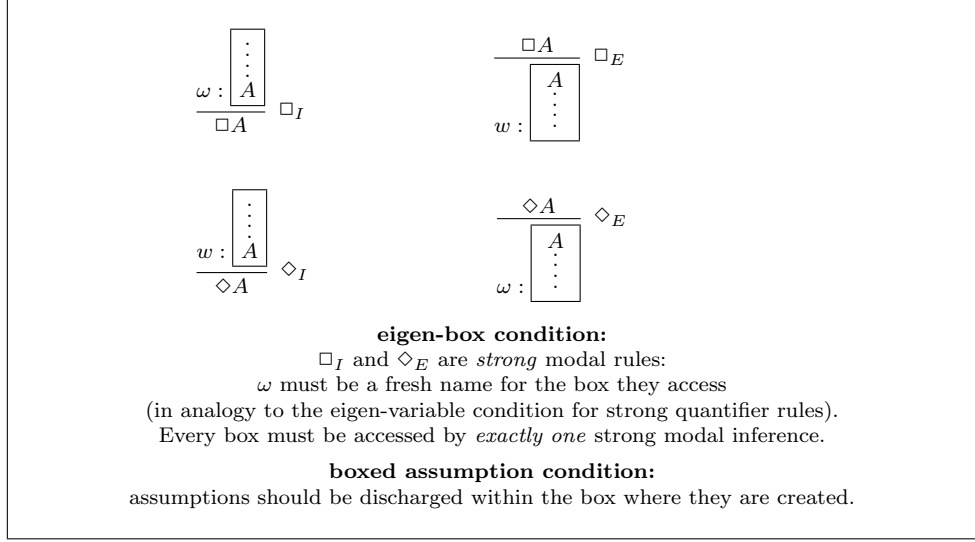 ⋮ ⋮
ω : A
□A □_I
□A □_E
A
w : ⋮
⋮ ⋮
w : A
◇A ◇_I
◇A ◇_E
A
ω : ⋮
eigen-box condition:
□_I and ◇_E are strong modal rules:
ω must be a fresh name for the box they access
(in analogy to the eigen-variable condition for strong quantifier rules).
Every box must be accessed by exactly one strong modal inference.
boxed assumption condition:
assumptions should be discharged within the box where they are created.